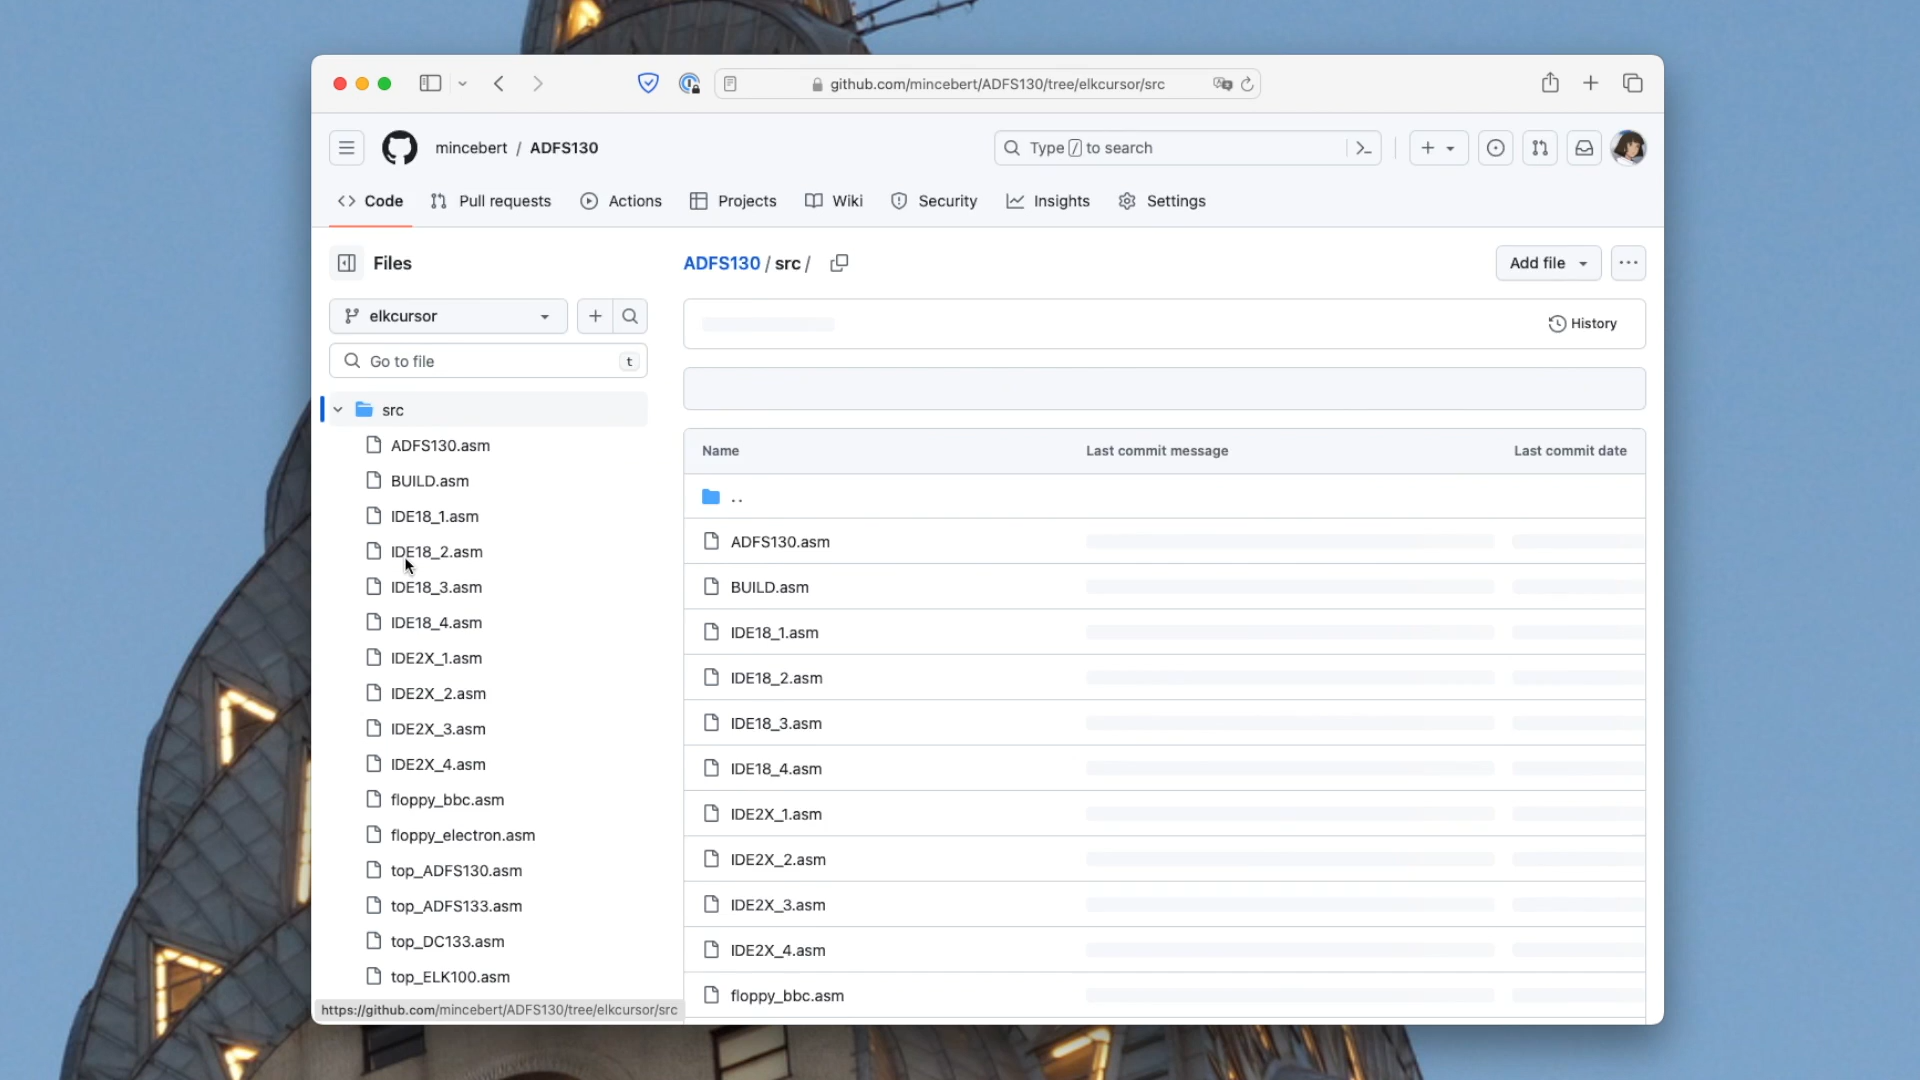 github.com/mincebert/ADFS130/tree/elkcursor/src
mincebert / ADFS130
Type / to search
Code
Pull requests
Actions
Projects
Wiki
Security
Insights
Settings
Files
elkcursor
Go to file
t
src
ADFS130.asm
BUILD.asm
IDE18_1.asm
IDE18_2.asm
IDE18_3.asm
IDE18_4.asm
IDE2X_1.asm
IDE2X_2.asm
IDE2X_3.asm
IDE2X_4.asm
floppy_bbc.asm
floppy_electron.asm
top_ADFS130.asm
top_ADFS133.asm
top_DC133.asm
top_ELK100.asm
https://github.com/mincebert/ADFS130/tree/elkcursor/src
ADFS130 / src /
Add file
History
Name Last commit message Last commit date
..
ADFS130.asm
BUILD.asm
IDE18_1.asm
IDE18_2.asm
IDE18_3.asm
IDE18_4.asm
IDE2X_1.asm
IDE2X_2.asm
IDE2X_3.asm
IDE2X_4.asm
floppy_bbc.asm